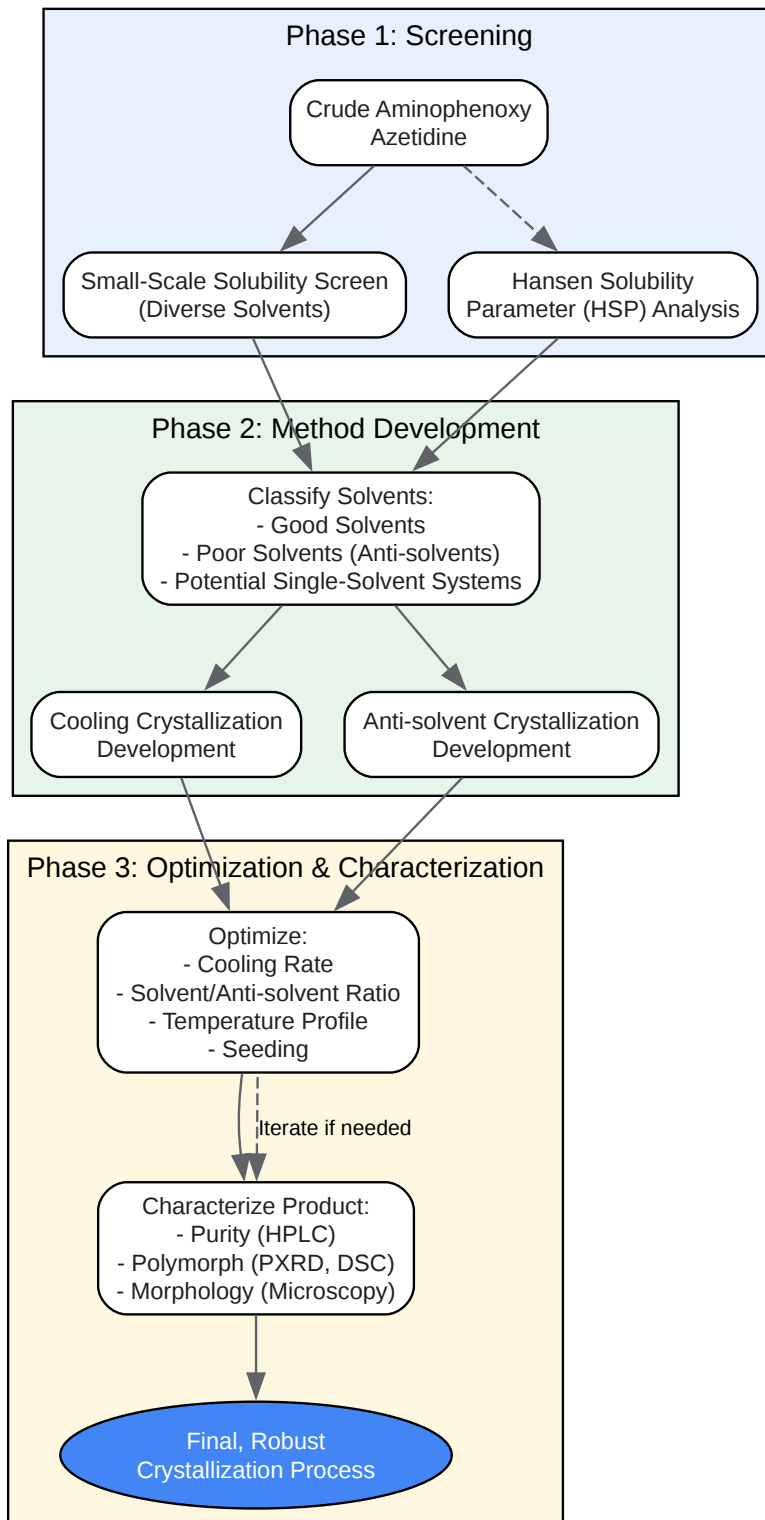 Phase 1: Screening
Crude Aminophenoxy
Azetidine
Small-Scale Solubility Screen
(Diverse Solvents)
Hansen Solubility
Parameter (HSP) Analysis
Phase 2: Method Development
Classify Solvents:
- Good Solvents
- Poor Solvents (Anti-solvents)
- Potential Single-Solvent Systems
Cooling Crystallization
Development
Anti-solvent Crystallization
Development
Phase 3: Optimization & Characterization
Optimize:
- Cooling Rate
- Solvent/Anti-solvent Ratio
- Temperature Profile
- Seeding
Iterate if needed
Characterize Product:
- Purity (HPLC)
- Polymorph (PXRD, DSC)
- Morphology (Microscopy)
Final, Robust
Crystallization Process